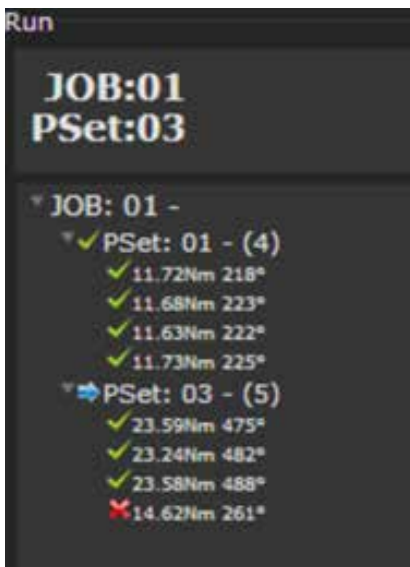 Run
JOB:01
PSet:03
JOB: 01 -
PSet: 01 - (4)
11.72Nm 218°
11.68Nm 223°
11.63Nm 222°
11.73Nm 225°
PSet: 03 - (5)
23.59Nm 475°
23.24Nm 482°
23.58Nm 488°
14.62Nm 261°